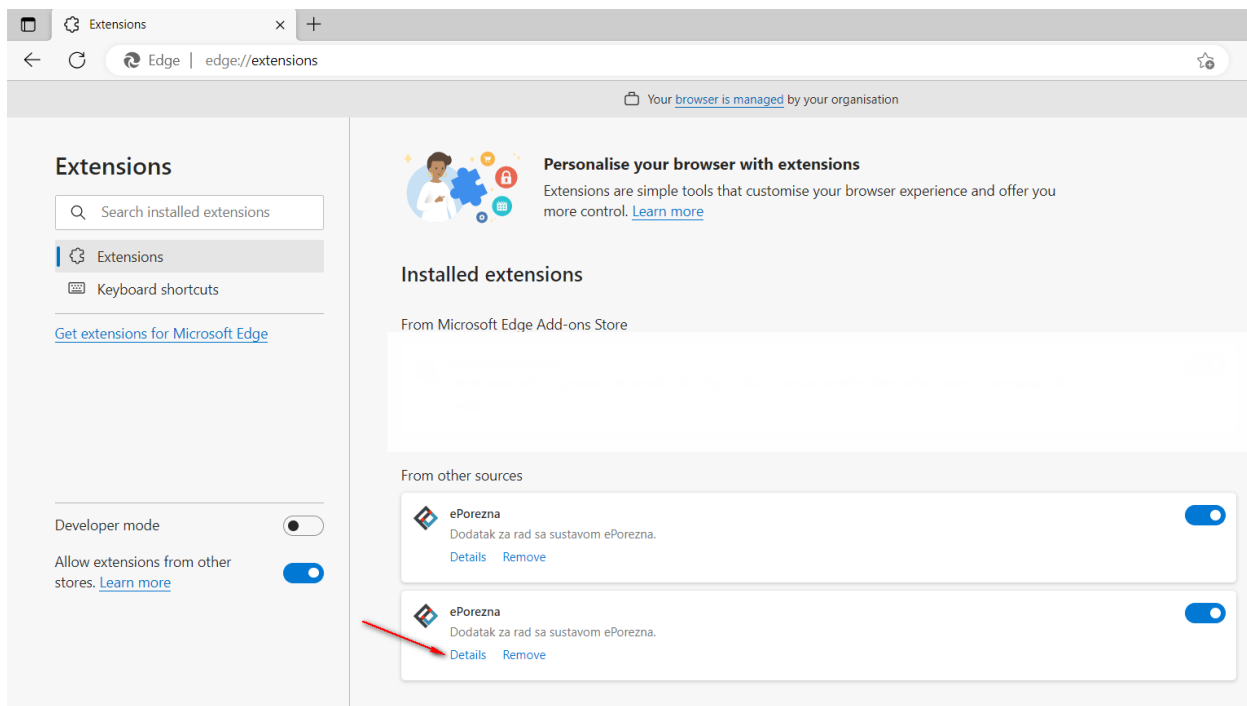 Extensions
Edge | edge://extensions
Your browser is managed by your organisation
Extensions
Search installed extensions
Extensions
Keyboard shortcuts
Get extensions for Microsoft Edge
Developer mode
Allow extensions from other
stores. Learn more
Personalise your browser with extensions
Extensions are simple tools that customise your browser experience and offer you
more control. Learn more
Installed extensions
From Microsoft Edge Add-ons Store
From other sources
ePorezna
Dodatak za rad sa sustavom ePorezna.
Details Remove
ePorezna
Dodatak za rad sa sustavom ePorezna.
Details Remove